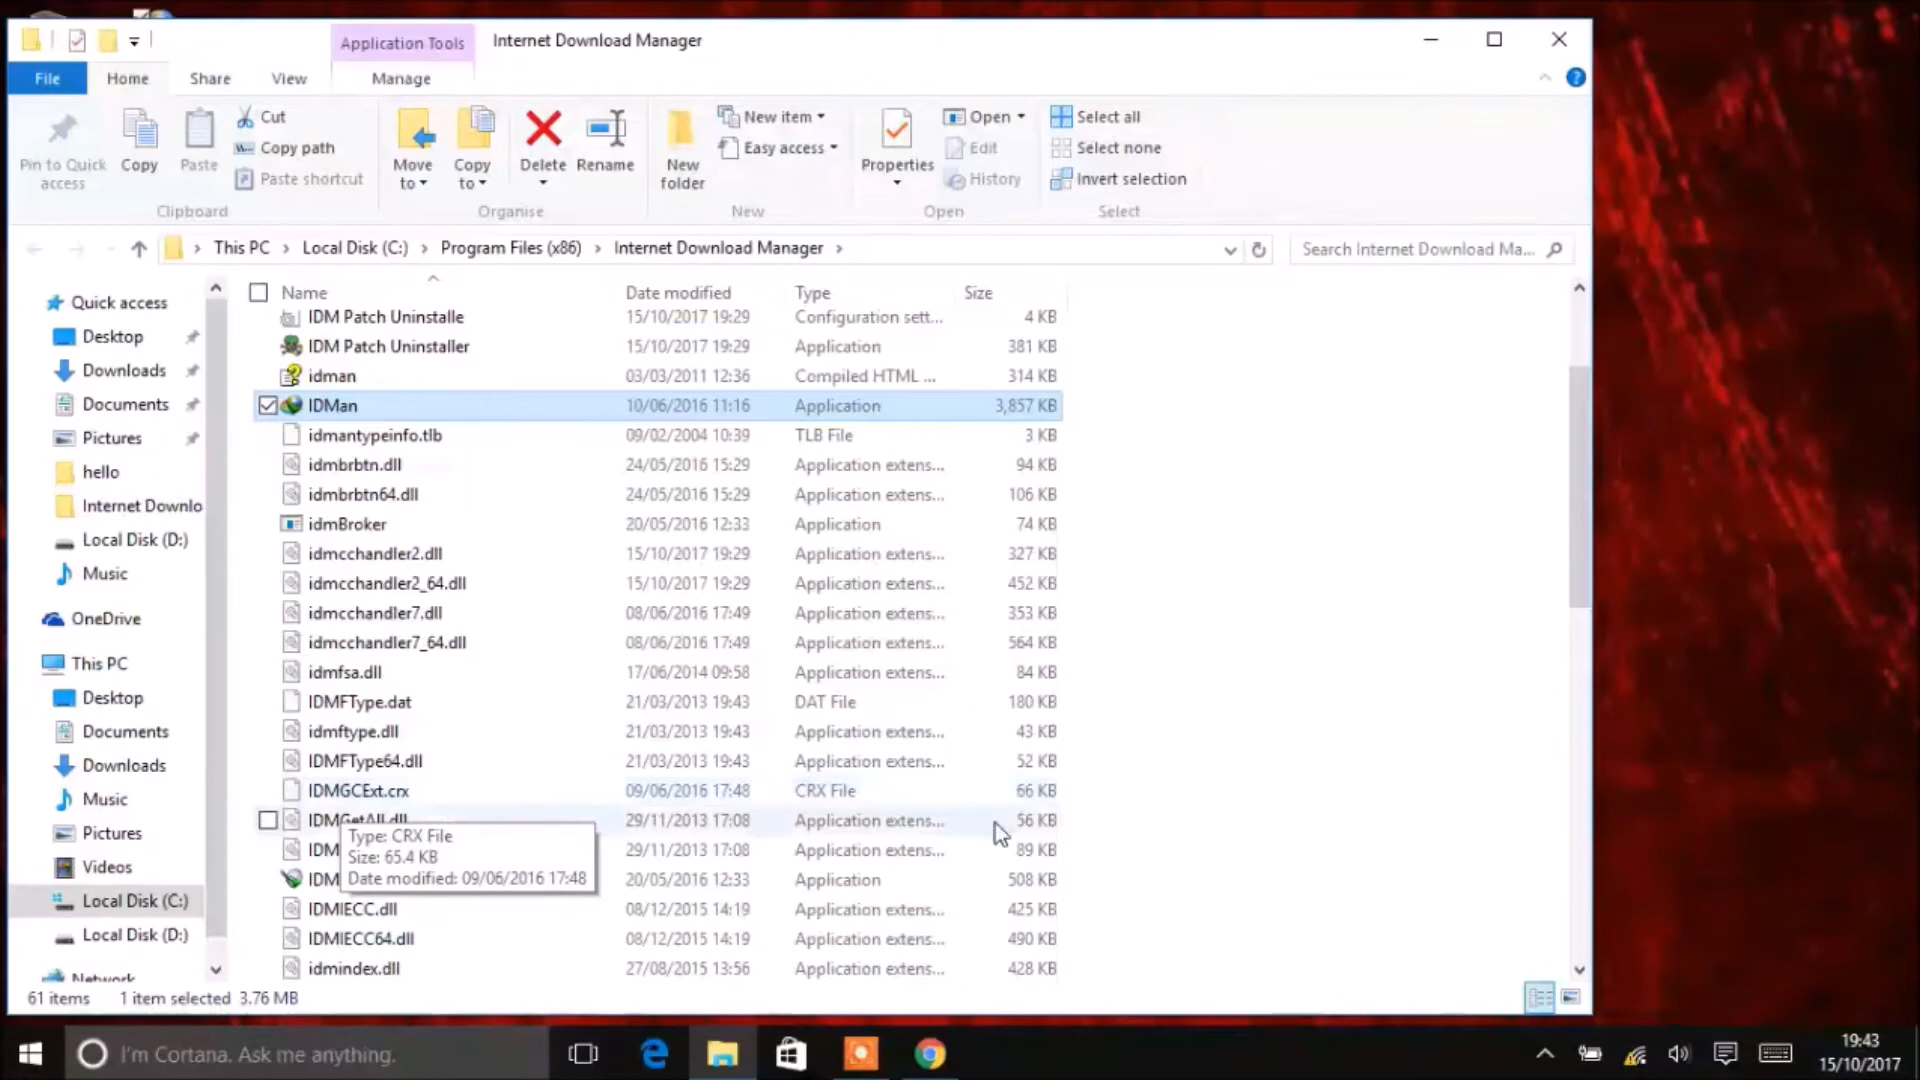 Application Tools
Internet Download Manager
File
Home
Share
View
Manage
Pin to Quick access
Copy
Paste
Cut
Copy path
Paste shortcut
Clipboard
Move to
Copy to
Delete
Rename
Organise
New folder
New item
Easy access
New
Properties
Open
Edit
History
Open
Select all
Select none
Invert selection
Select
This PC > Local Disk (C:) > Program Files (x86) > Internet Download Manager >
Search Internet Download Ma...
Quick access
Desktop
Downloads
Documents
Pictures
hello
Internet Downlo
Local Disk (D:)
Music
OneDrive
This PC
Desktop
Documents
Downloads
Music
Pictures
Videos
Local Disk (C:)
Local Disk (D:)
Network
Name Date modified Type Size
IDM Patch Uninstalle 15/10/2017 19:29 Configuration sett... 4 KB
IDM Patch Uninstaller 15/10/2017 19:29 Application 381 KB
idman 03/03/2011 12:36 Compiled HTML ... 314 KB
IDMan 10/06/2016 11:16 Application 3,857 KB
idmantypeinfo.tlb 09/02/2004 10:39 TLB File 3 KB
idmbrbtn.dll 24/05/2016 15:29 Application extens... 94 KB
idmbrbtn64.dll 24/05/2016 15:29 Application extens... 106 KB
idmBroker 20/05/2016 12:33 Application 74 KB
idmcchandler2.dll 15/10/2017 19:29 Application extens... 327 KB
idmcchandler2_64.dll 15/10/2017 19:29 Application extens... 452 KB
idmcchandler7.dll 08/06/2016 17:49 Application extens... 353 KB
idmcchandler7_64.dll 08/06/2016 17:49 Application extens... 564 KB
idmfsa.dll 17/06/2014 09:58 Application extens... 84 KB
IDMFType.dat 21/03/2013 19:43 DAT File 180 KB
idmftype.dll 21/03/2013 19:43 Application extens... 43 KB
IDMFType64.dll 21/03/2013 19:43 Application extens... 52 KB
IDMGCExt.crx 09/06/2016 17:48 CRX File 66 KB
IDMGetAll.dll 29/11/2013 17:08 Application extens... 56 KB
IDM 29/11/2013 17:08 Application extens... 89 KB
IDM 20/05/2016 12:33 Application 508 KB
IDMIECC.dll 08/12/2015 14:19 Application extens... 425 KB
IDMIECC64.dll 08/12/2015 14:19 Application extens... 490 KB
idmindex.dll 27/08/2015 13:56 Application extens... 428 KB
Type: CRX File
Size: 65.4 KB
Date modified: 09/06/2016 17:48
61 items 1 item selected 3.76 MB
I'm Cortana. Ask me anything.
19:43
15/10/2017